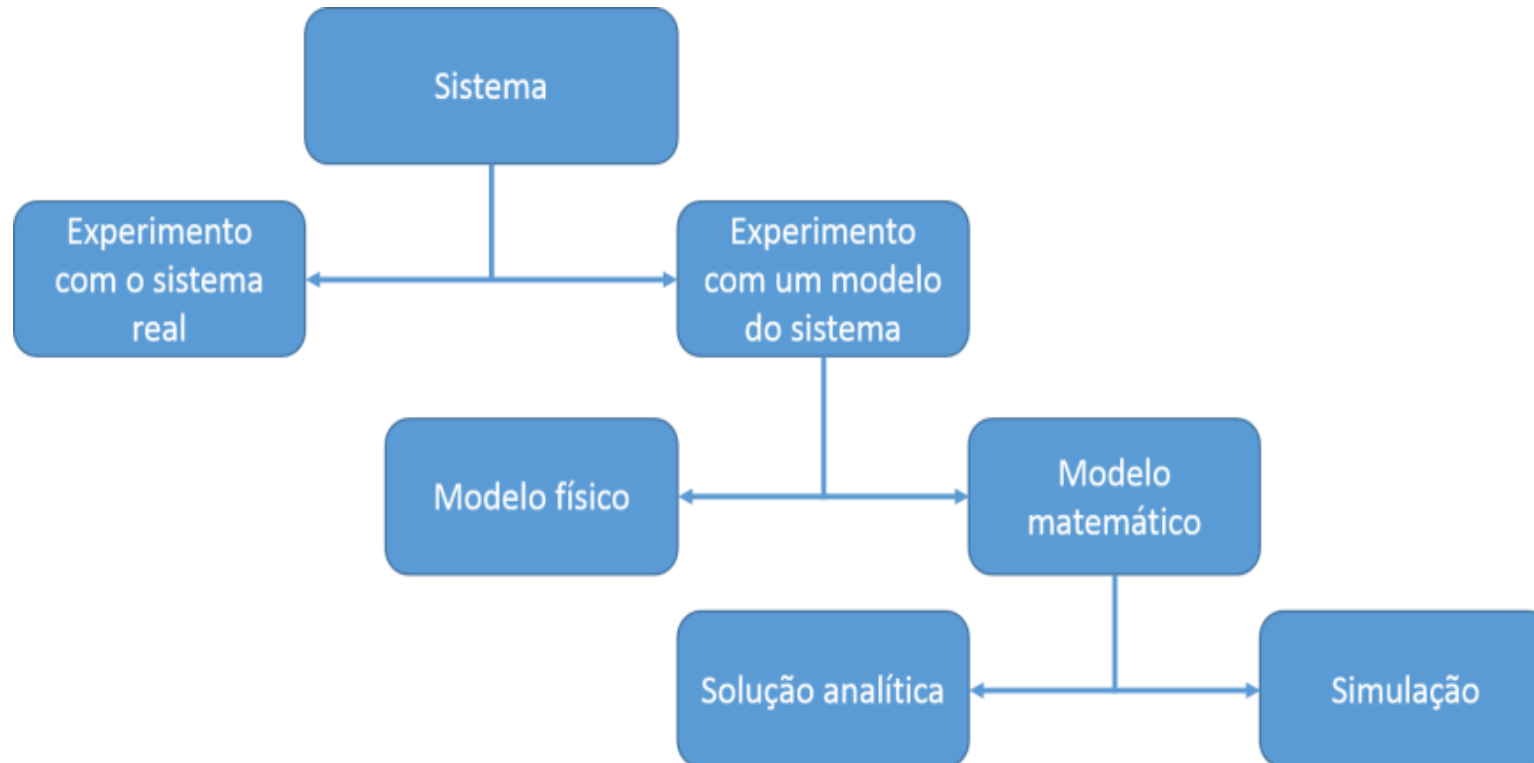 Sistema
Experimento
com o sistema
real
Experimento
com um modelo
do sistema
Modelo físico
Modelo
matemático
Solução analítica
Simulação